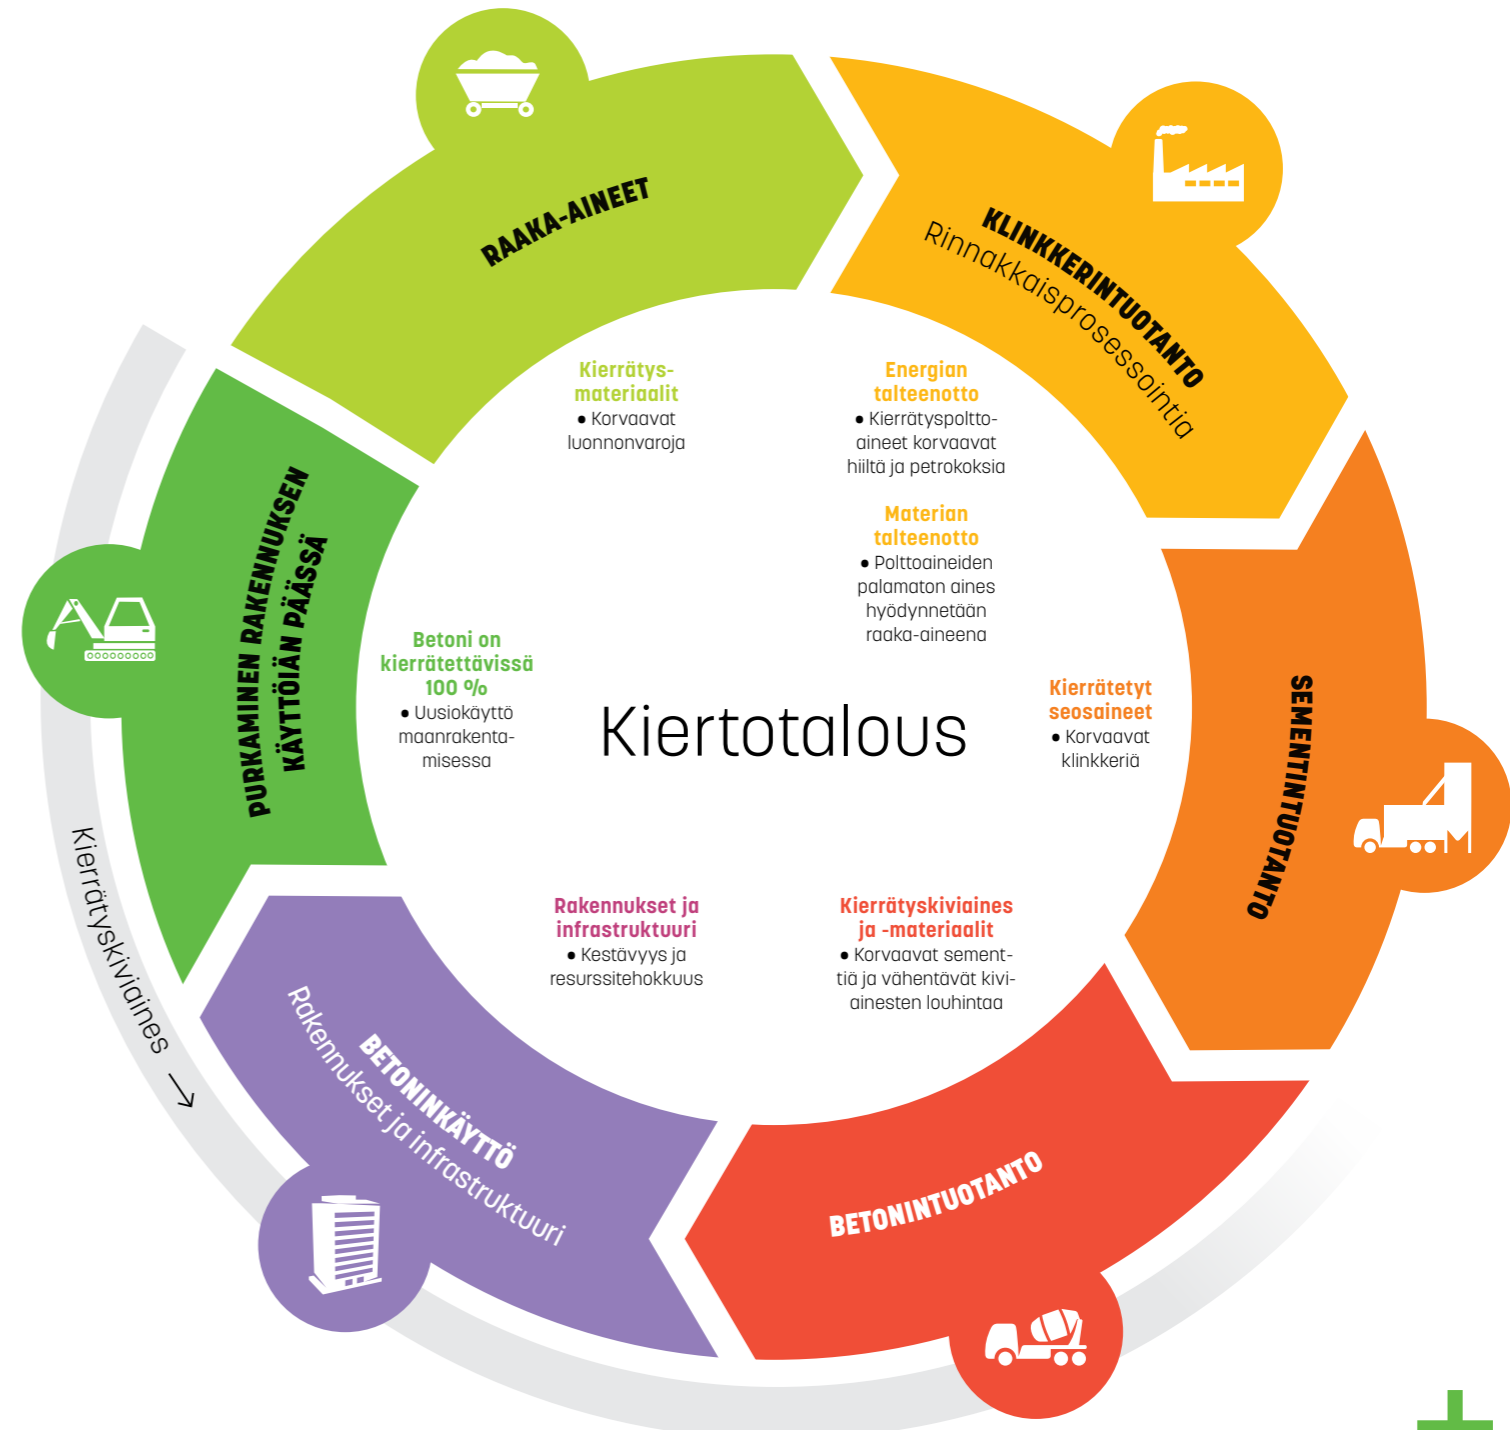 RAAKA-AINEET
KLINKKERINTUOTANTO
Rinnakkaisprosessointia
SEMENTINTUOTANTO
BETONINTUOTANTO
BETONINKÄYTTÖ
Rakennukset ja infrastruktuuri
PURKAMINEN RAKENNUKSEN
KÄYTTÖIÄN PÄÄSSÄ
Kierrätyskiviaines →
Kierrätys-
materiaalit
• Korvaavat
luonnonvaroja
Energian
talteenotto
• Kierrätyspoltto-
aineet korvaavat
hiiltä ja petrokoksia
Materian
talteenotto
• Polttoaineiden
palamaton aines
hyödynnetään
raaka-aineena
Betoni on
kierrätettävissä
100 %
• Uusiokäyttö
maanrakenta-
misessa
Kiertotalous
Kierrätetyt
seosaineet
• Korvaavat
klinkkeriä
Rakennukset ja
infrastruktuuri
• Kestävyys ja
resurssitehokkuus
Kierrätyskiviaines
ja -materiaalit
• Korvaavat sement-
tiä ja vähentävät kivi-
ainesten louhintaa